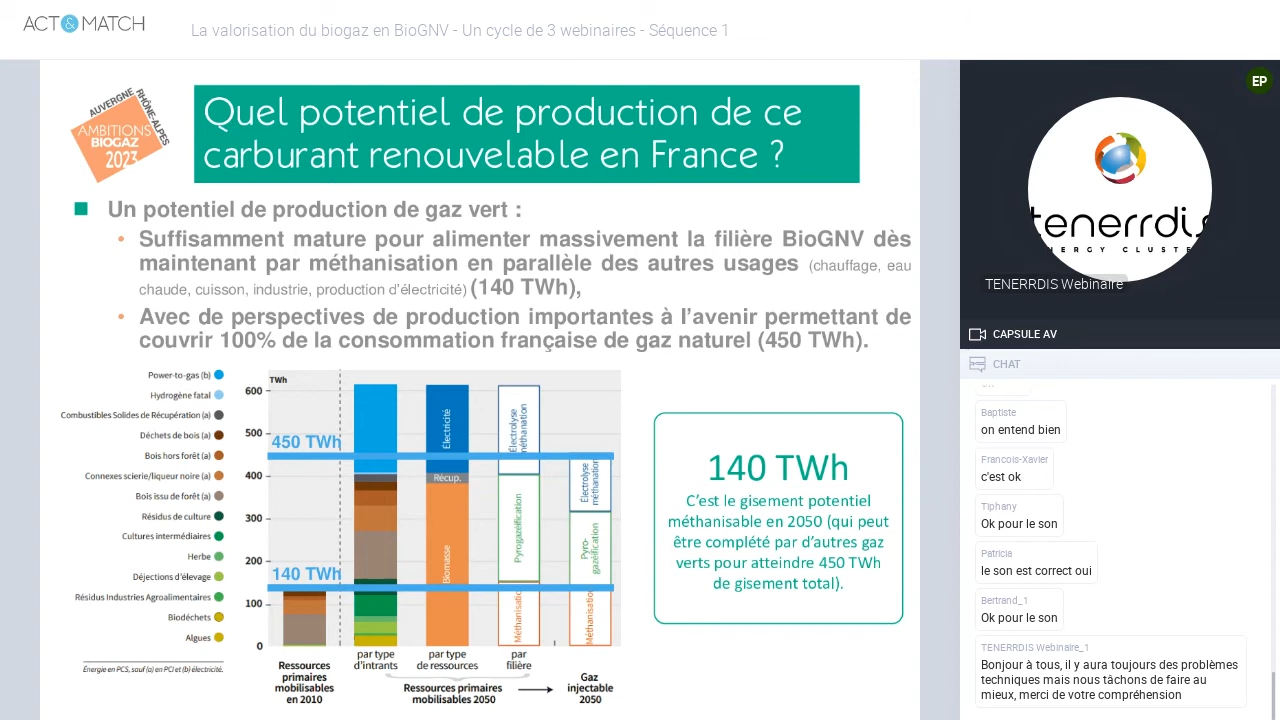 ACT & MATCH
La valorisation du biogaz en BioGNV - Un cycle de 3 webinaires - Séquence 1
AUVERGNE
RHÔNE-ALPES
AMBITIONS
BIOGAZ
2023
Quel potentiel de production de ce
carburant renouvelable en France ?
Un potentiel de production de gaz vert :
• Suffisamment mature pour alimenter massivement la filière BioGNV dès
maintenant par méthanisation en parallèle des autres usages (chauffage, eau
chaude, cuisson, industrie, production d'électricité) (140 TWh),
• Avec de perspectives de production importantes à l’avenir permettant de
couvrir 100% de la consommation française de gaz naturel (450 TWh).
Power-to-gas (b)
Hydrogène fatal
Combustibles Solides de Récupération (a)
Déchets de bois (a)
Bois hors forêt (a)
Connexes scierie/liqueur noire (a)
Bois issu de forêt (a)
Résidus de culture
Cultures intermédiaires
Herbe
Déjections d'élevage
Résidus Industries Agroalimentaires
Biodéchets
Algues
Énergie en PCS, sauf (a) en PCI et (b) électricité.
TWh
600
500
400
300
200
100
0
450 TWh
140 TWh
Électricité
Récup.
Biomasse
Électrolyse
méthanation
Pyrogazéification
Méthanisation
Électrolyse
méthanation
Pyro-
gazéification
Méthanisation
Ressources
primaires
mobilisables
en 2010
par type
d'intrants
par type
de ressources
par
filière
Ressources primaires
mobilisables 2050
Gaz
injectable
2050
140 TWh
C’est le gisement potentiel
méthanisable en 2050 (qui peut
être complété par d’autres gaz
verts pour atteindre 450 TWh
de gisement total).
EP
tenerrdis
ENERGY CLUSTER
TENERRDIS Webinaire
CAPSULE AV
CHAT
Baptiste
on entend bien
Francois-Xavier
c'est ok
Tiphany
Ok pour le son
Patricia
le son est correct oui
Bertrand_1
Ok pour le son
TENERRDIS Webinaire_1
Bonjour à tous, il y aura toujours des problèmes
techniques mais nous tâchons de faire au
mieux, merci de votre compréhension